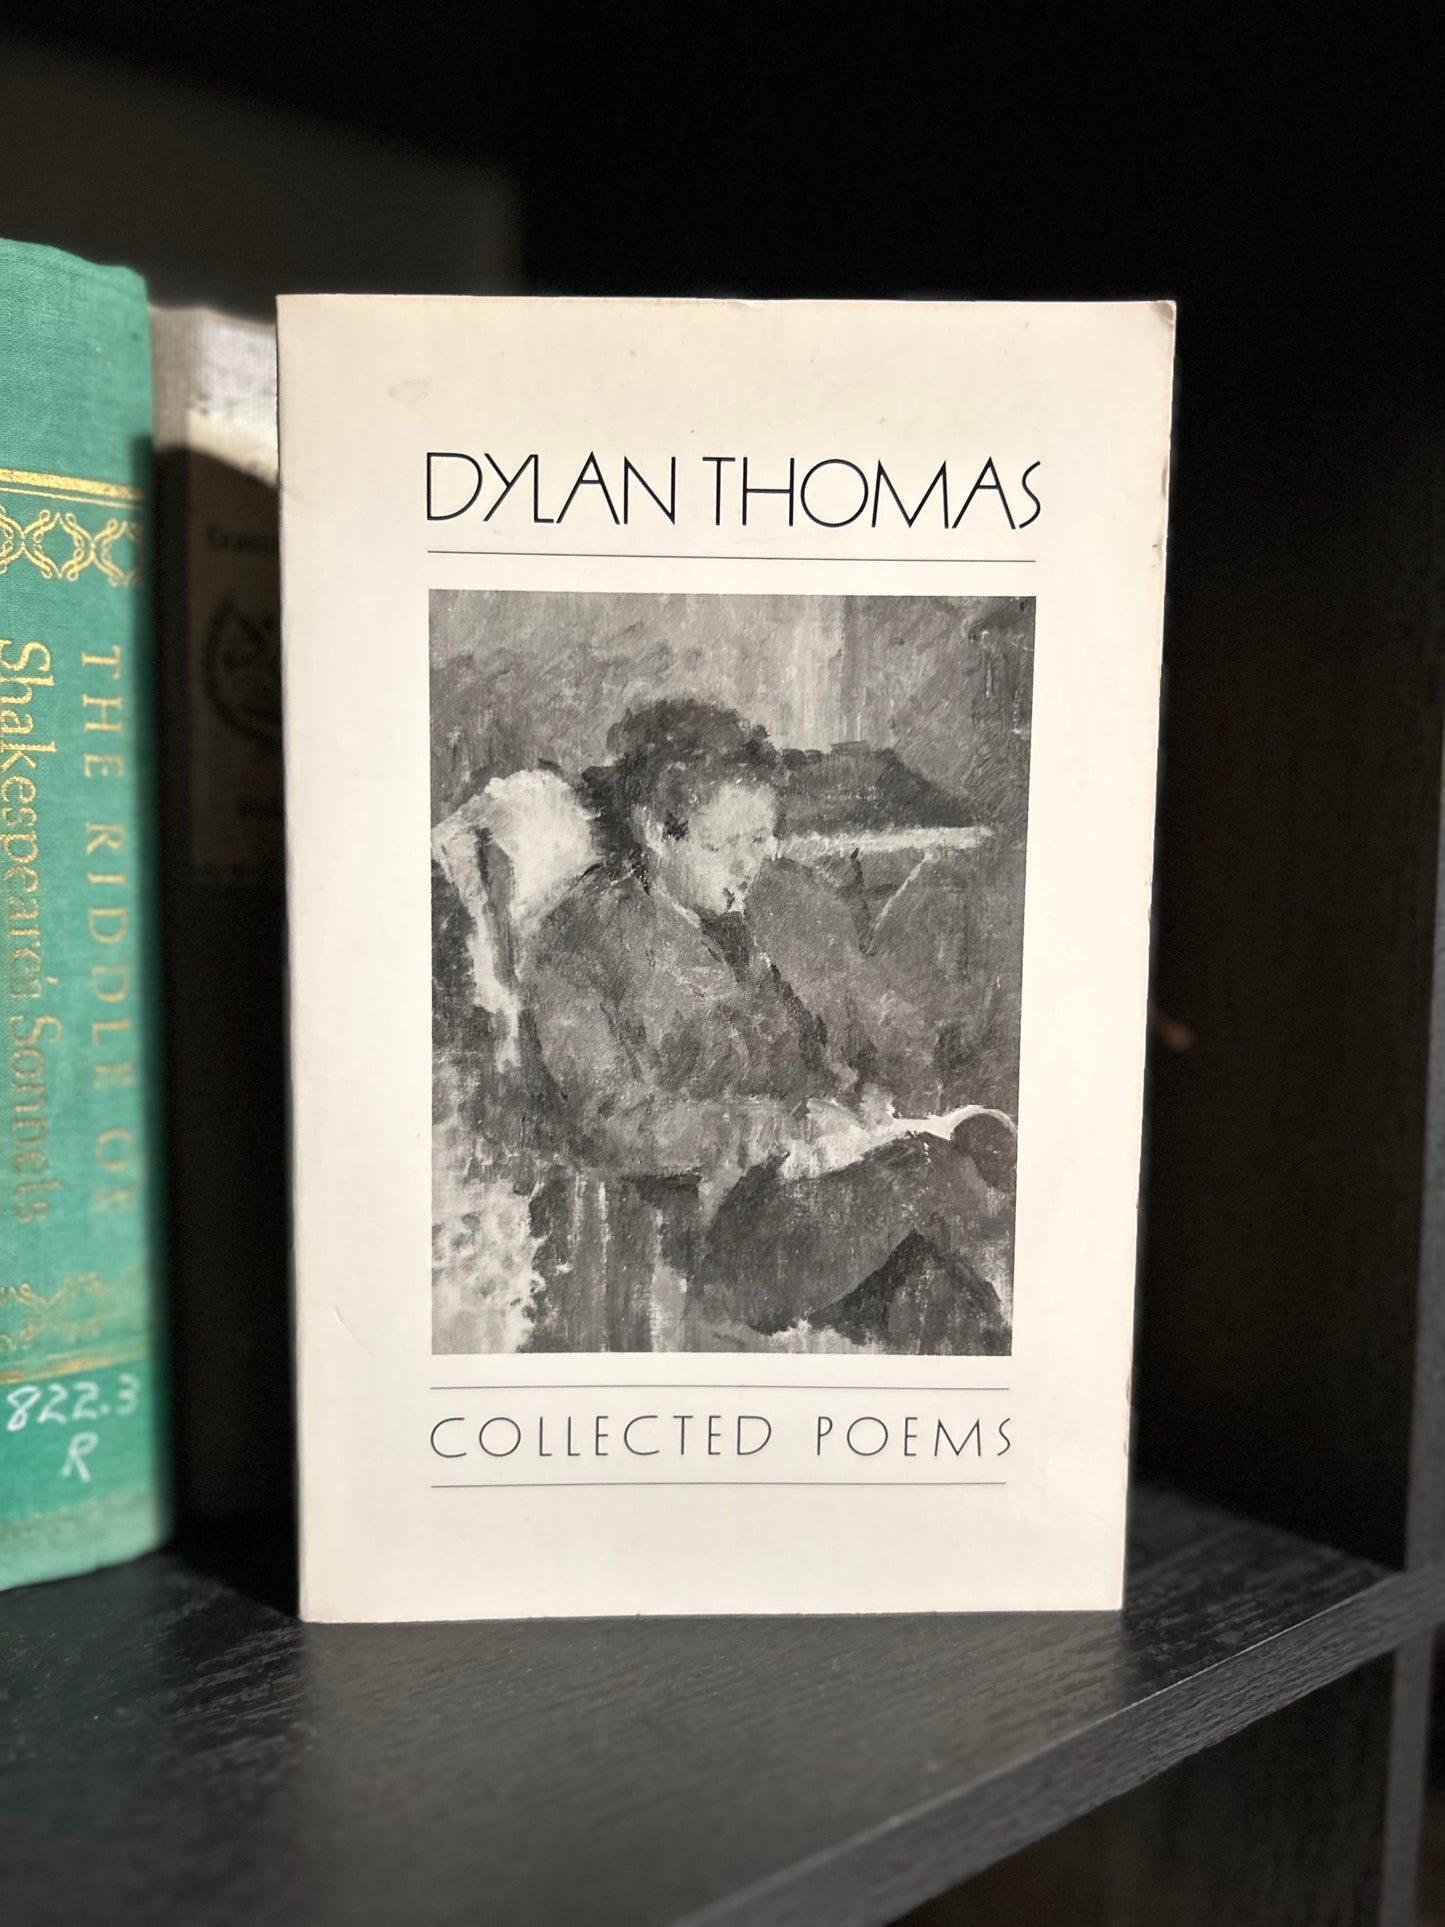 DYLAN THOMAS
COLLECTED POEMS
THE RIDDLE OF
Shakespeare's Sonnets
822.3
R